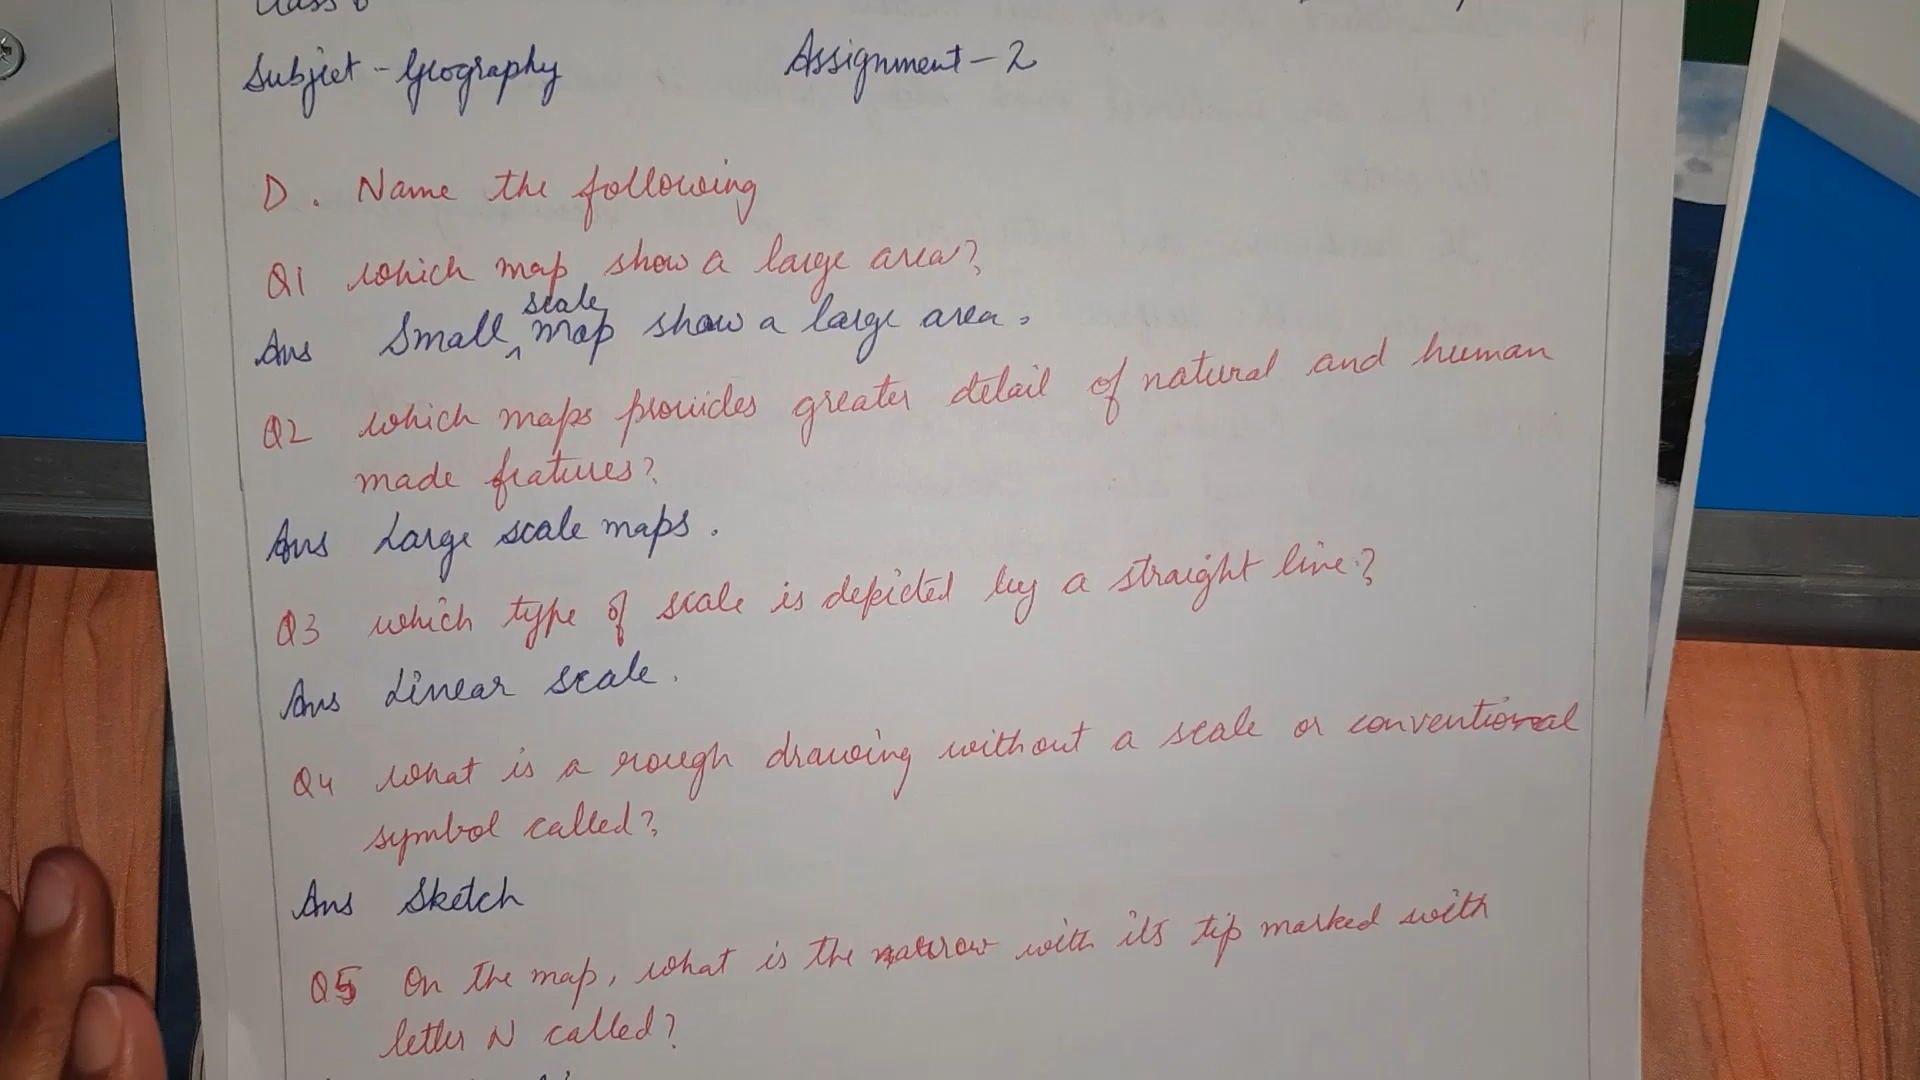 Class 6
Subject - Geography Assignment - 2
D. Name the following
Q1 which map show a large area?
Ans Small scale map show a large area.
Q2 which maps provides greater detail of natural and human
made features?
Ans Large scale maps.
Q3 which type of scale is depicted by a straight line?
Ans Linear scale.
Q4 what is a rough drawing without a scale or conventional
symbol called?
Ans Sketch
Q5 On the map, what is the arrow with its tip marked with
letter N called?